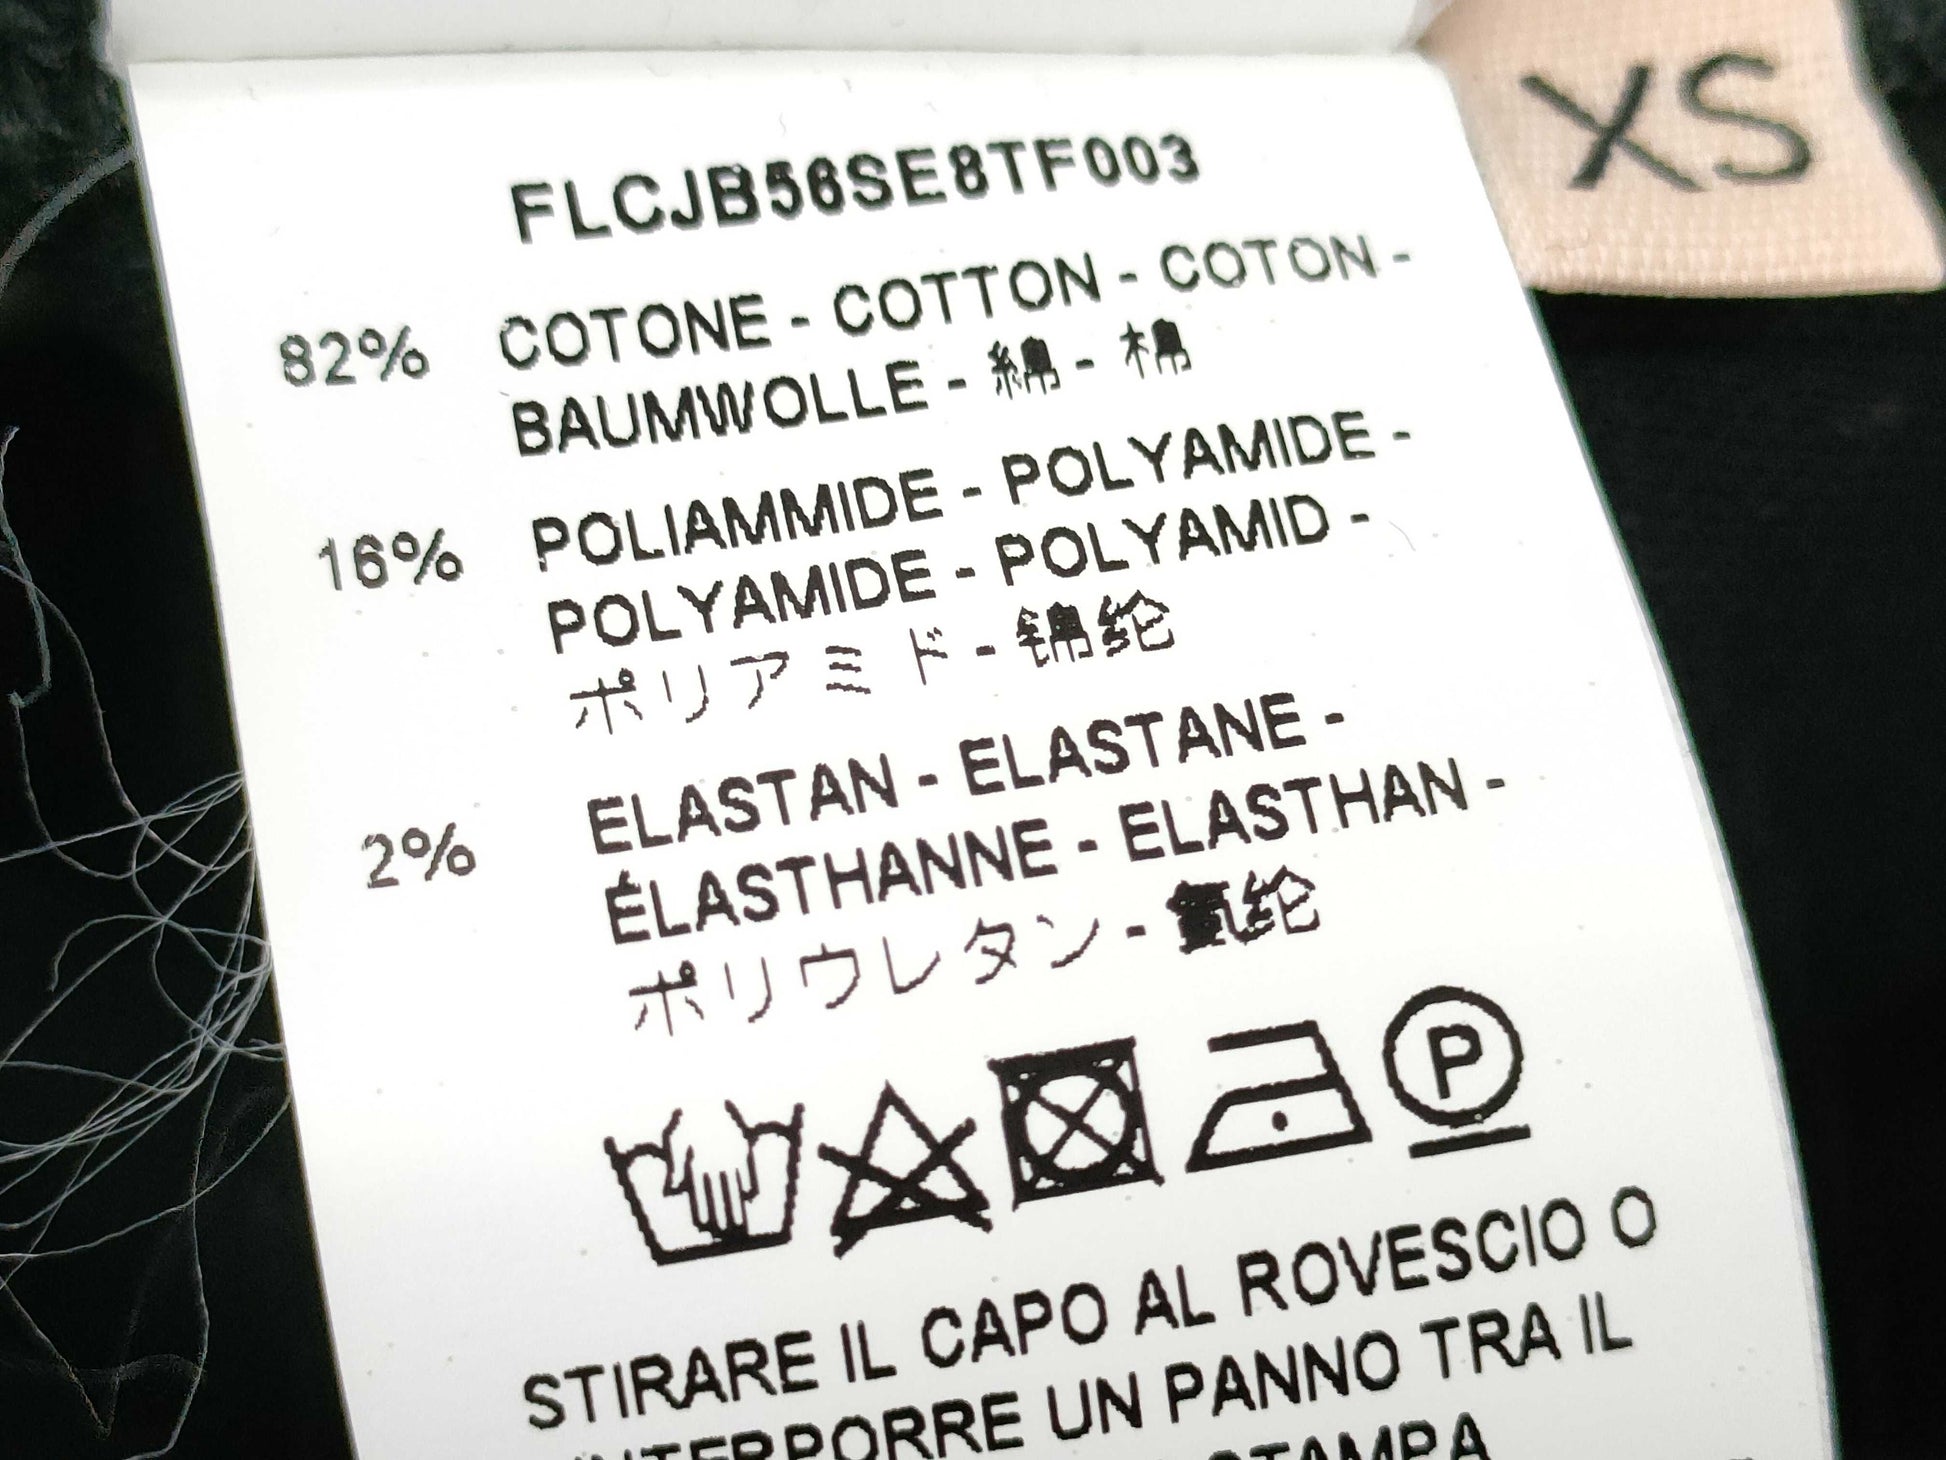 XS
FLCJB56SE8TF003
82% COTONE - COTTON - COTON -
BAUMWOLLE - 綿 - 棉
16% POLIAMMIDE - POLYAMIDE -
POLYAMIDE - POLYAMID -
ポリアミド - 锦纶
2% ELASTAN - ELASTANE -
ÉLASTHANNE - ELASTHAN -
ポリウレタン - 氨纶
P
STIRARE IL CAPO AL ROVESCIO O
INTERPORRE UN PANNO TRA IL
STAMPA